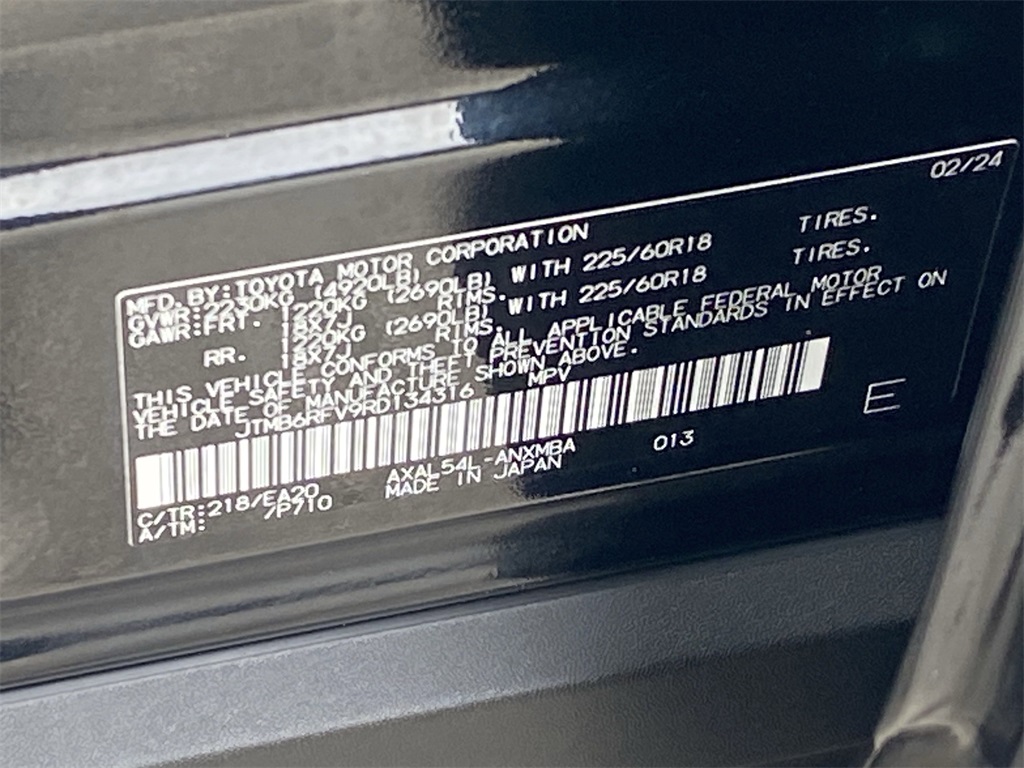 MFD. BY: TOYOTA MOTOR CORPORATION 02/24
GVWR: 2230KG (4920LB)
GAWR: FRT. 1220KG (2690LB) WITH 225/60R18 TIRES.
18X7J RTMS.
RR. 1220KG (2690LB) WITH 225/60R18 TIRES.
18X7J RTMS.
THIS VEHICLE CONFORMS TO ALL APPLICABLE FEDERAL MOTOR
VEHICLE SAFETY AND THEFT PREVENTION STANDARDS IN EFFECT ON
THE DATE OF MANUFACTURE SHOWN ABOVE.
JTMB6RFV9RD134316 MPV
E
C/TR: 218/EA20 AXAL54L-ANXMBA 013
A/TM: /P710 MADE IN JAPAN